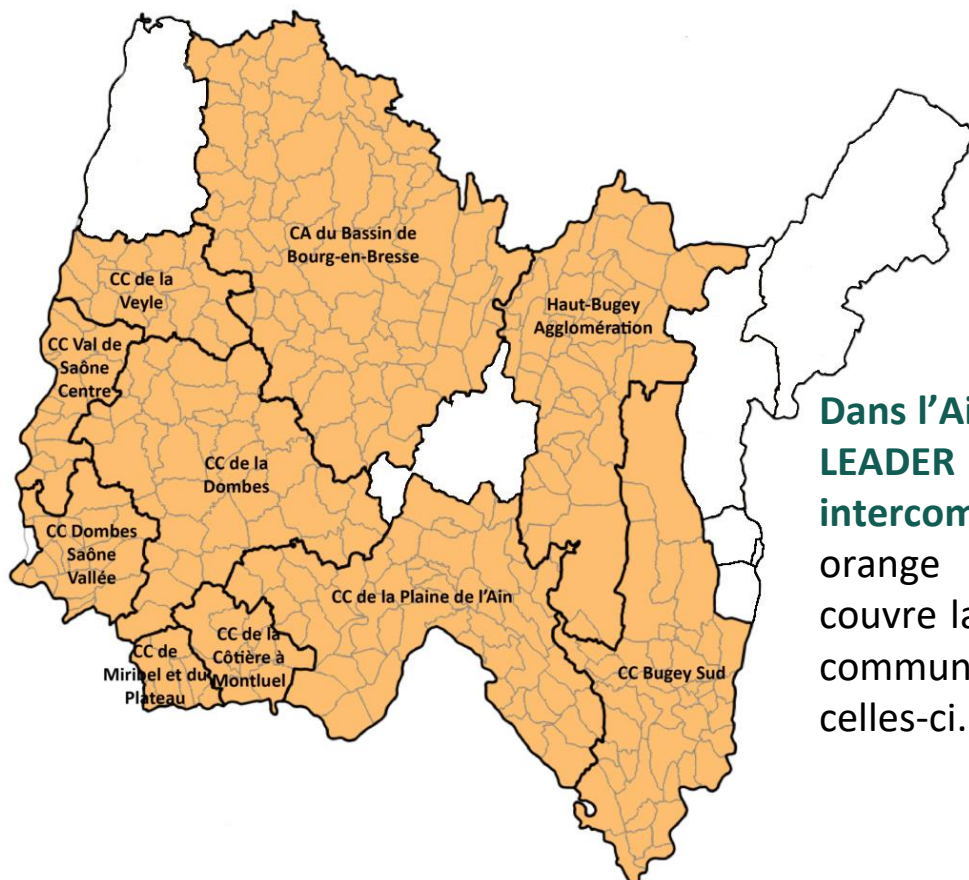 CA du Bassin de
Bourg-en-Bresse
CC de la
Veyle
Haut-Bugey
Agglomération
CC Val de
Saône
Centre
CC de la
Dombes
CC Dombes
Saône
Vallée
CC de la Plaine de l'Ain
CC de la
Côtière à
Montluel
CC de
Miribel et du
Plateau
CC Bugey Sud
Dans l'Ai
LEADER
intercom
orange
couvre la
commun
celles-ci.